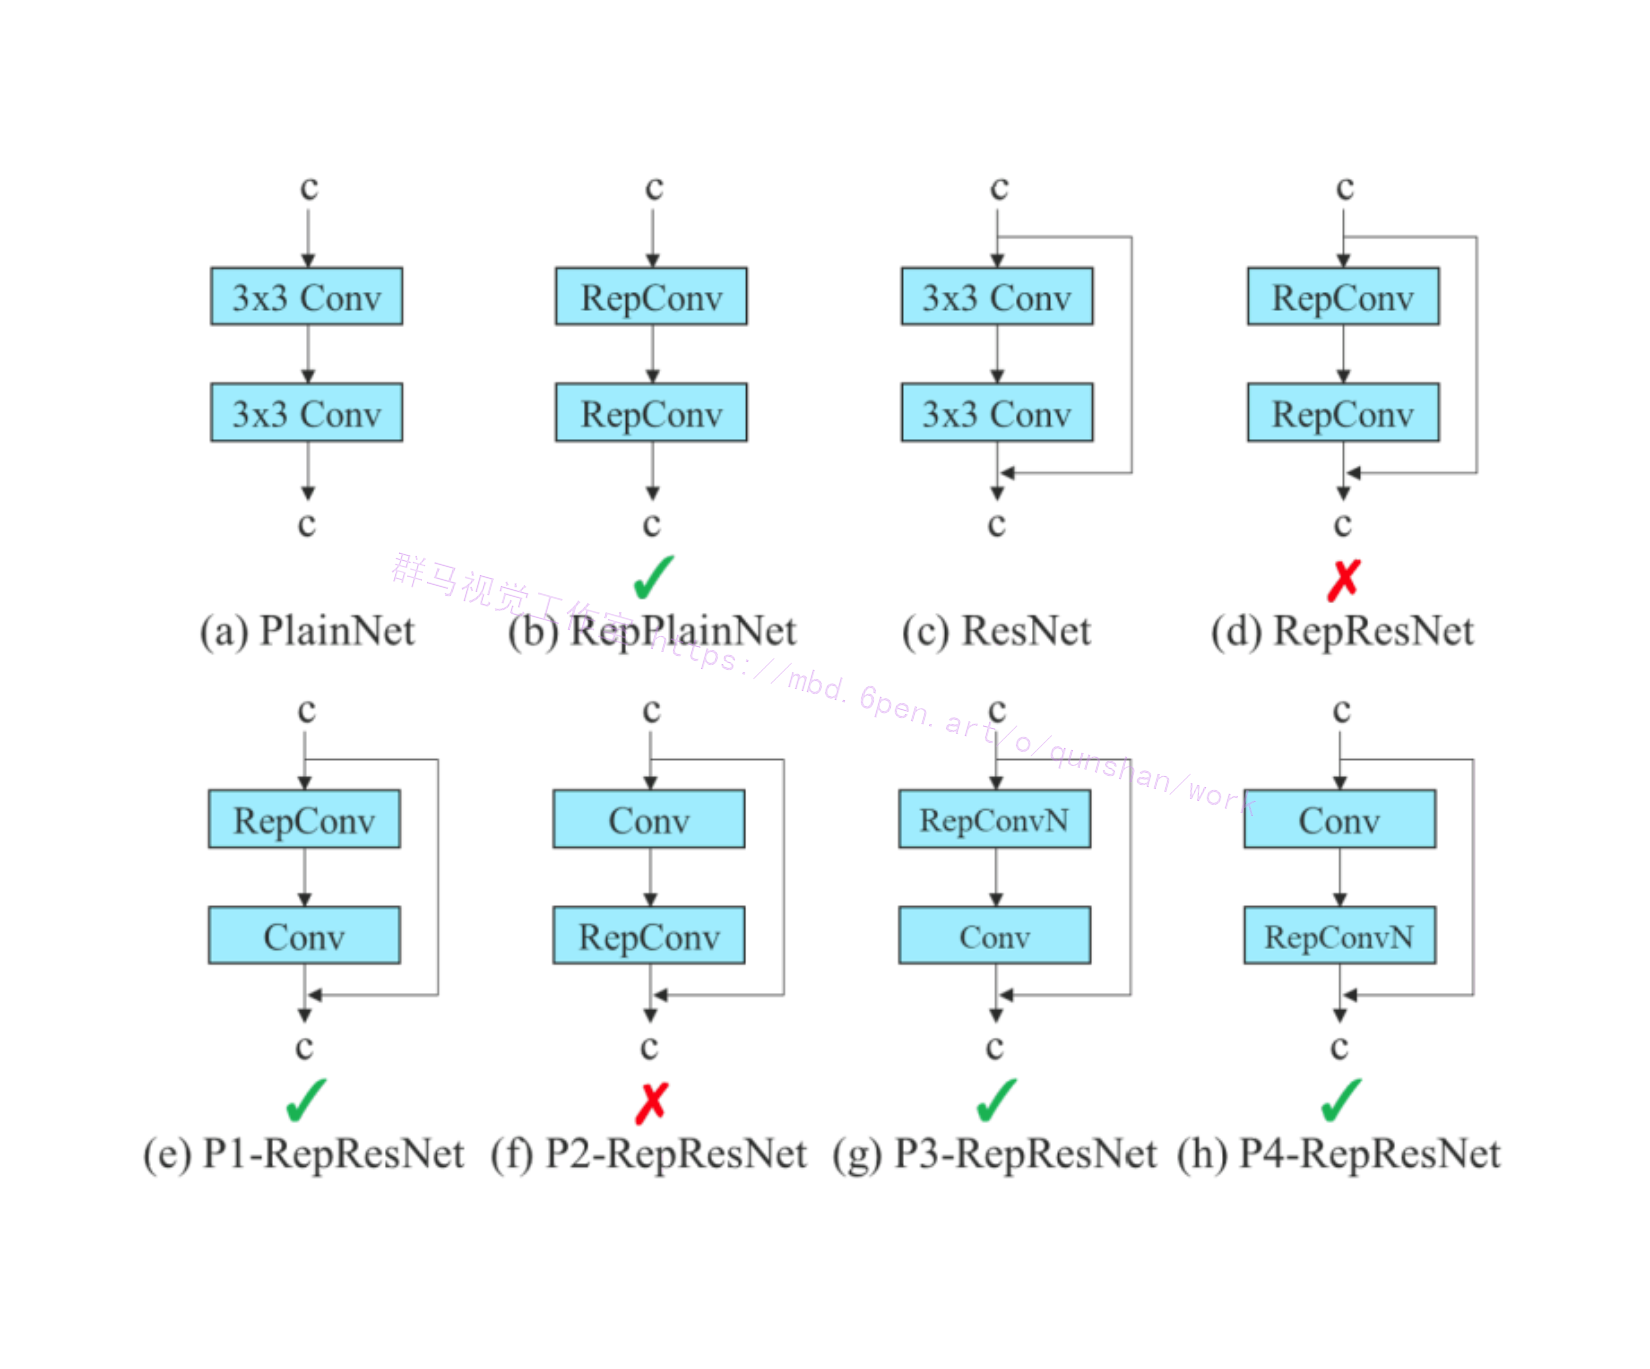 c c c c
3x3 Conv RepConv 3x3 Conv RepConv
3x3 Conv RepConv 3x3 Conv RepConv
c c c c
(a) PlainNet (b) RepPlainNet (c) ResNet (d) RepResNet
群马视觉工作室 https://mbd.6pen.art/o/qunshan/work
c c c c
RepConv Conv RepConvN Conv
Conv RepConv Conv RepConvN
c c c c
(e) P1-RepResNet (f) P2-RepResNet (g) P3-RepResNet (h) P4-RepResNet